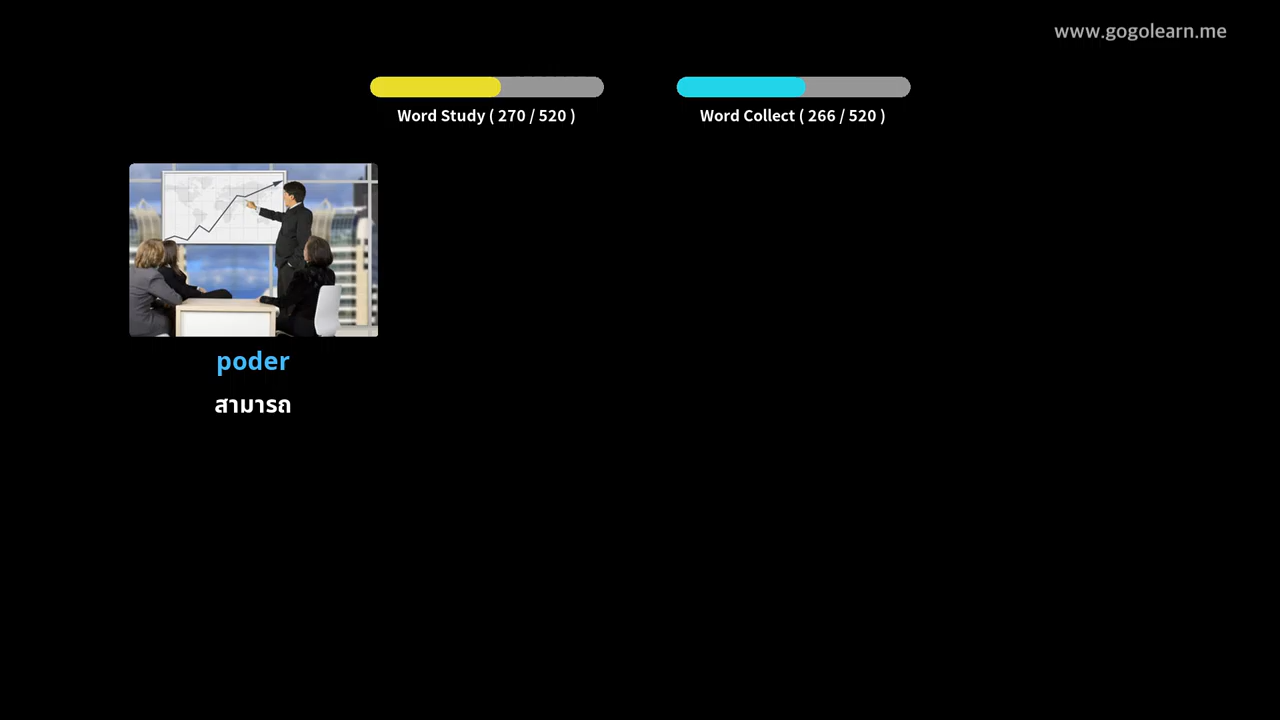 www.gogolearn.me
Word Study ( 270 / 520 )
Word Collect ( 266 / 520 )
poder
สามารถ